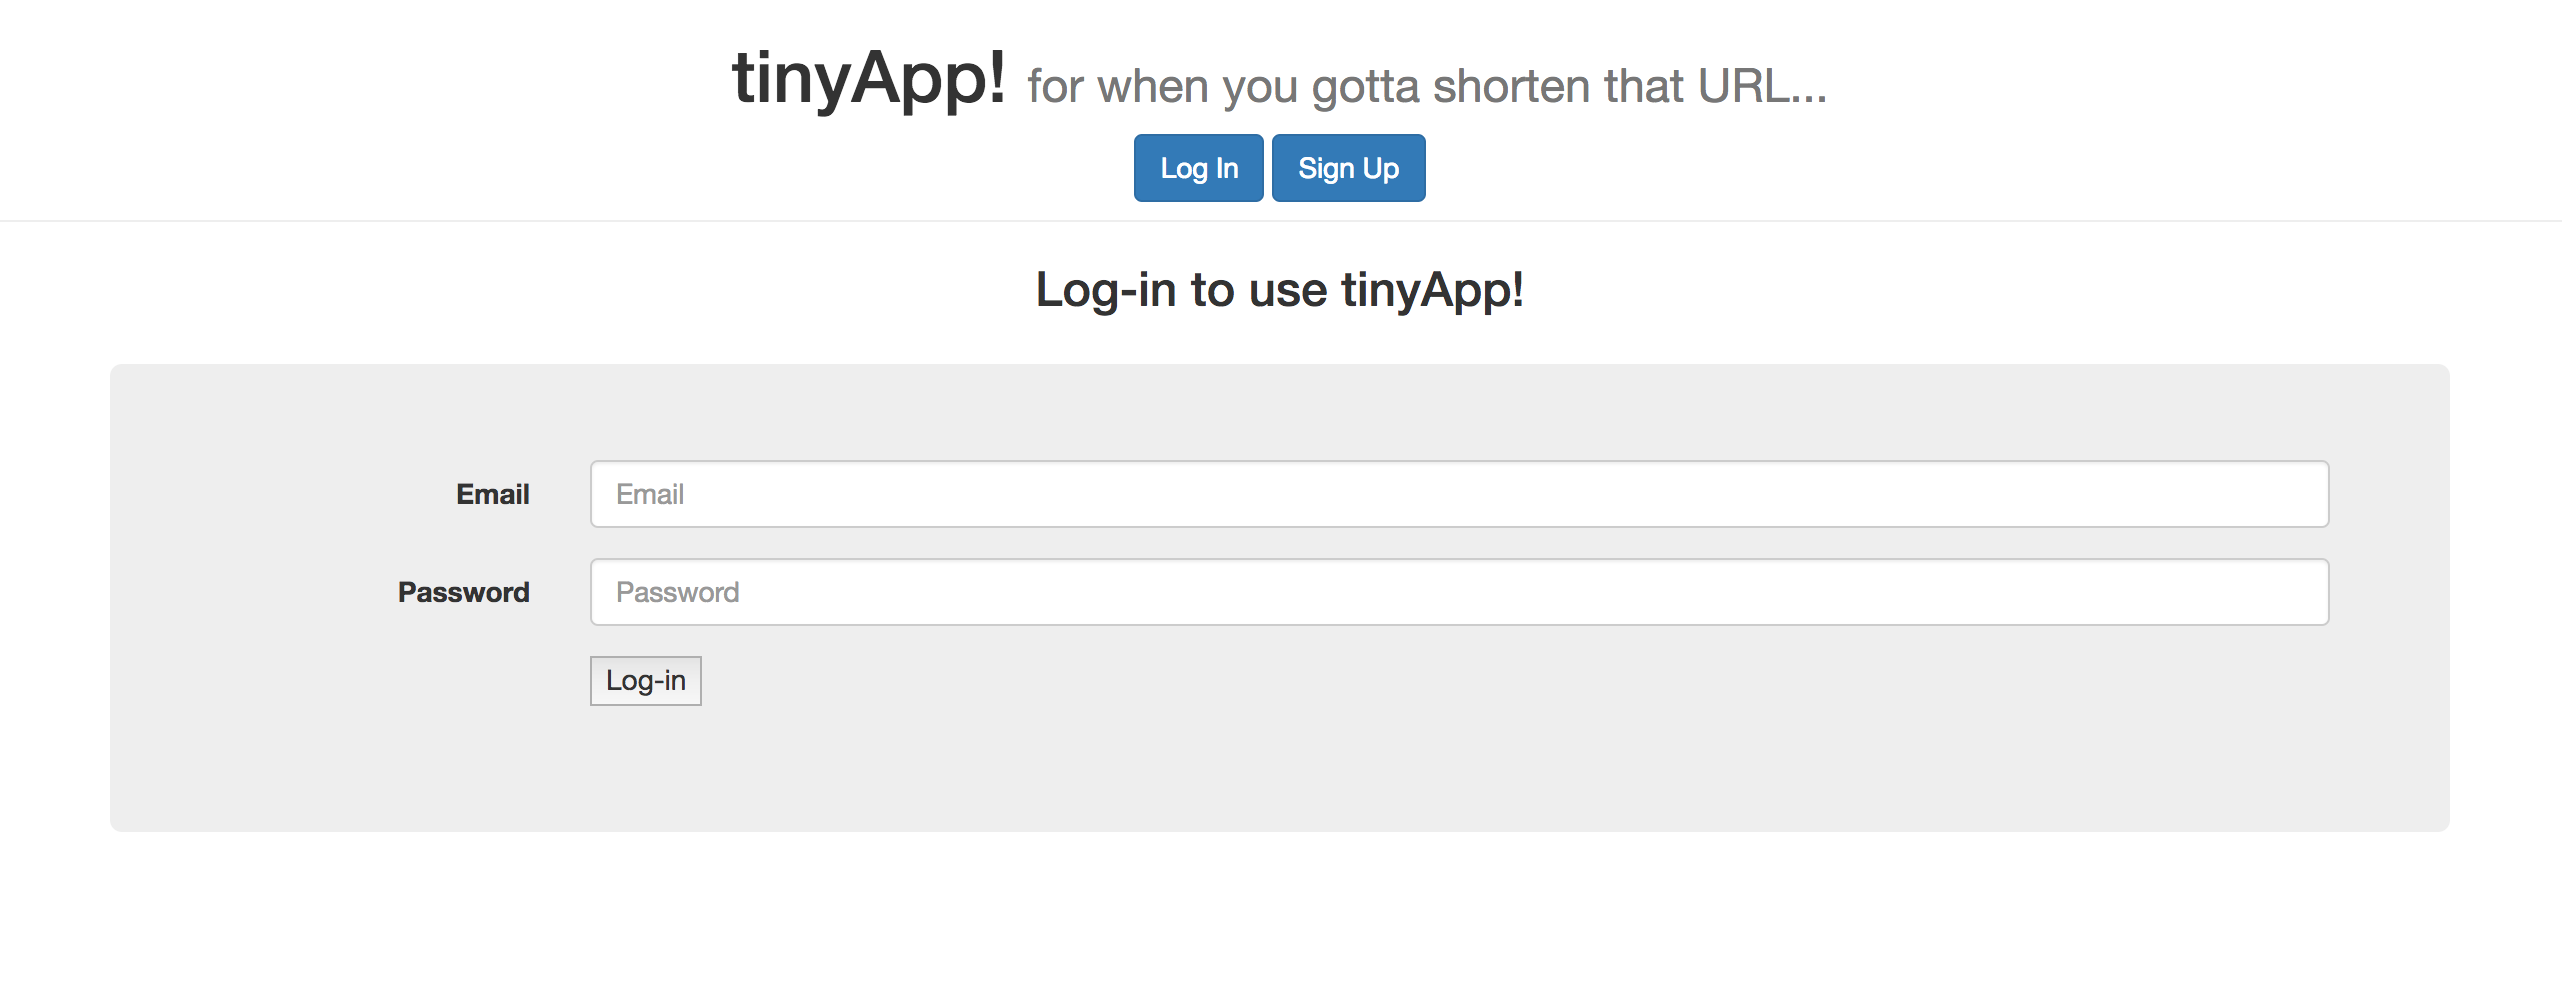 tinyApp! for when you gotta shorten that URL...
Log In Sign Up
Log-in to use tinyApp!
Email Email
Password Password
Log-in